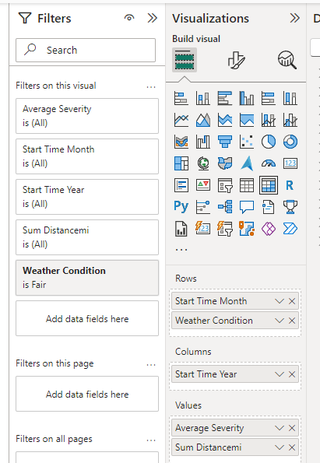 Filters
Search
Filters on this visual
Average Severity
is (All)
Start Time Month
is (All)
Start Time Year
is (All)
Sum Distancemi
is (All)
Weather Condition
is Fair
Add data fields here
Filters on this page
Add data fields here
Filters on all pages
Visualizations
Build visual
123
R
Py
...
Rows
Start Time Month
Weather Condition
Columns
Start Time Year
Values
Average Severity
Sum Distancemi
D